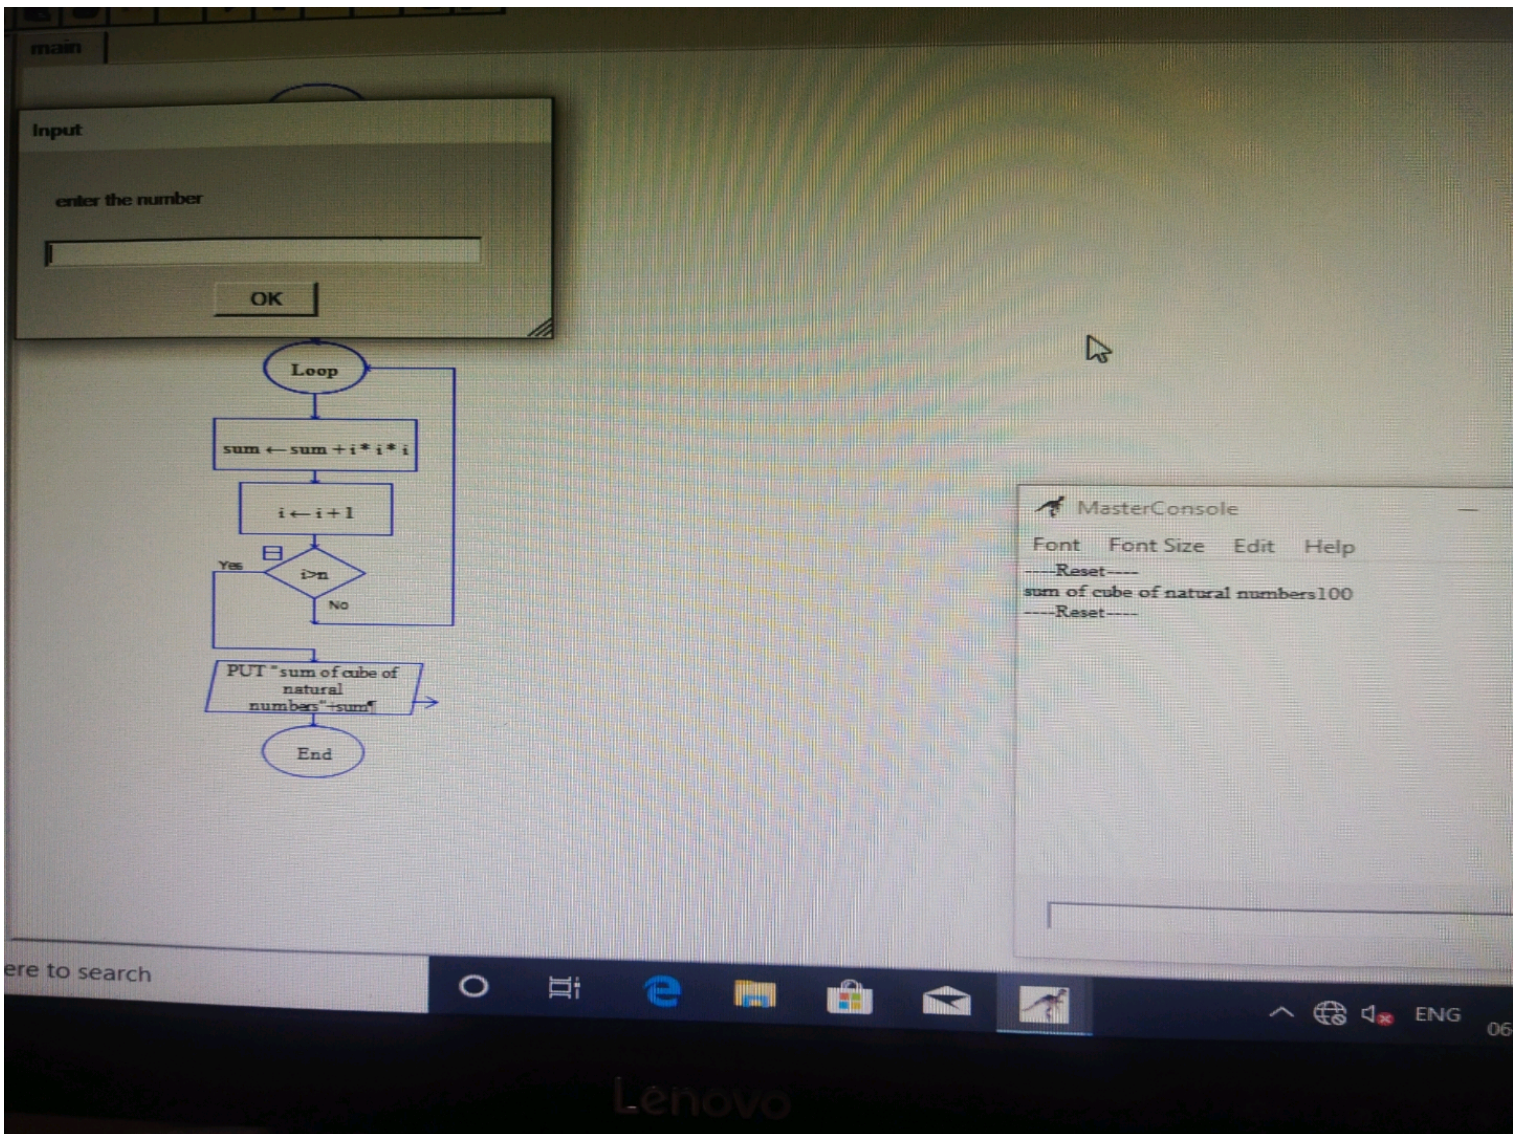 main
Input
enter the number
OK
Loop
sum ← sum + i * i * i
i ← i + 1
Yes
i>n
No
PUT "sum of cube of
natural
numbers"+sum¶
End
MasterConsole
Font Font Size Edit Help
----Reset----
sum of cube of natural numbers100
----Reset----
ere to search
ENG
06
Lenovo